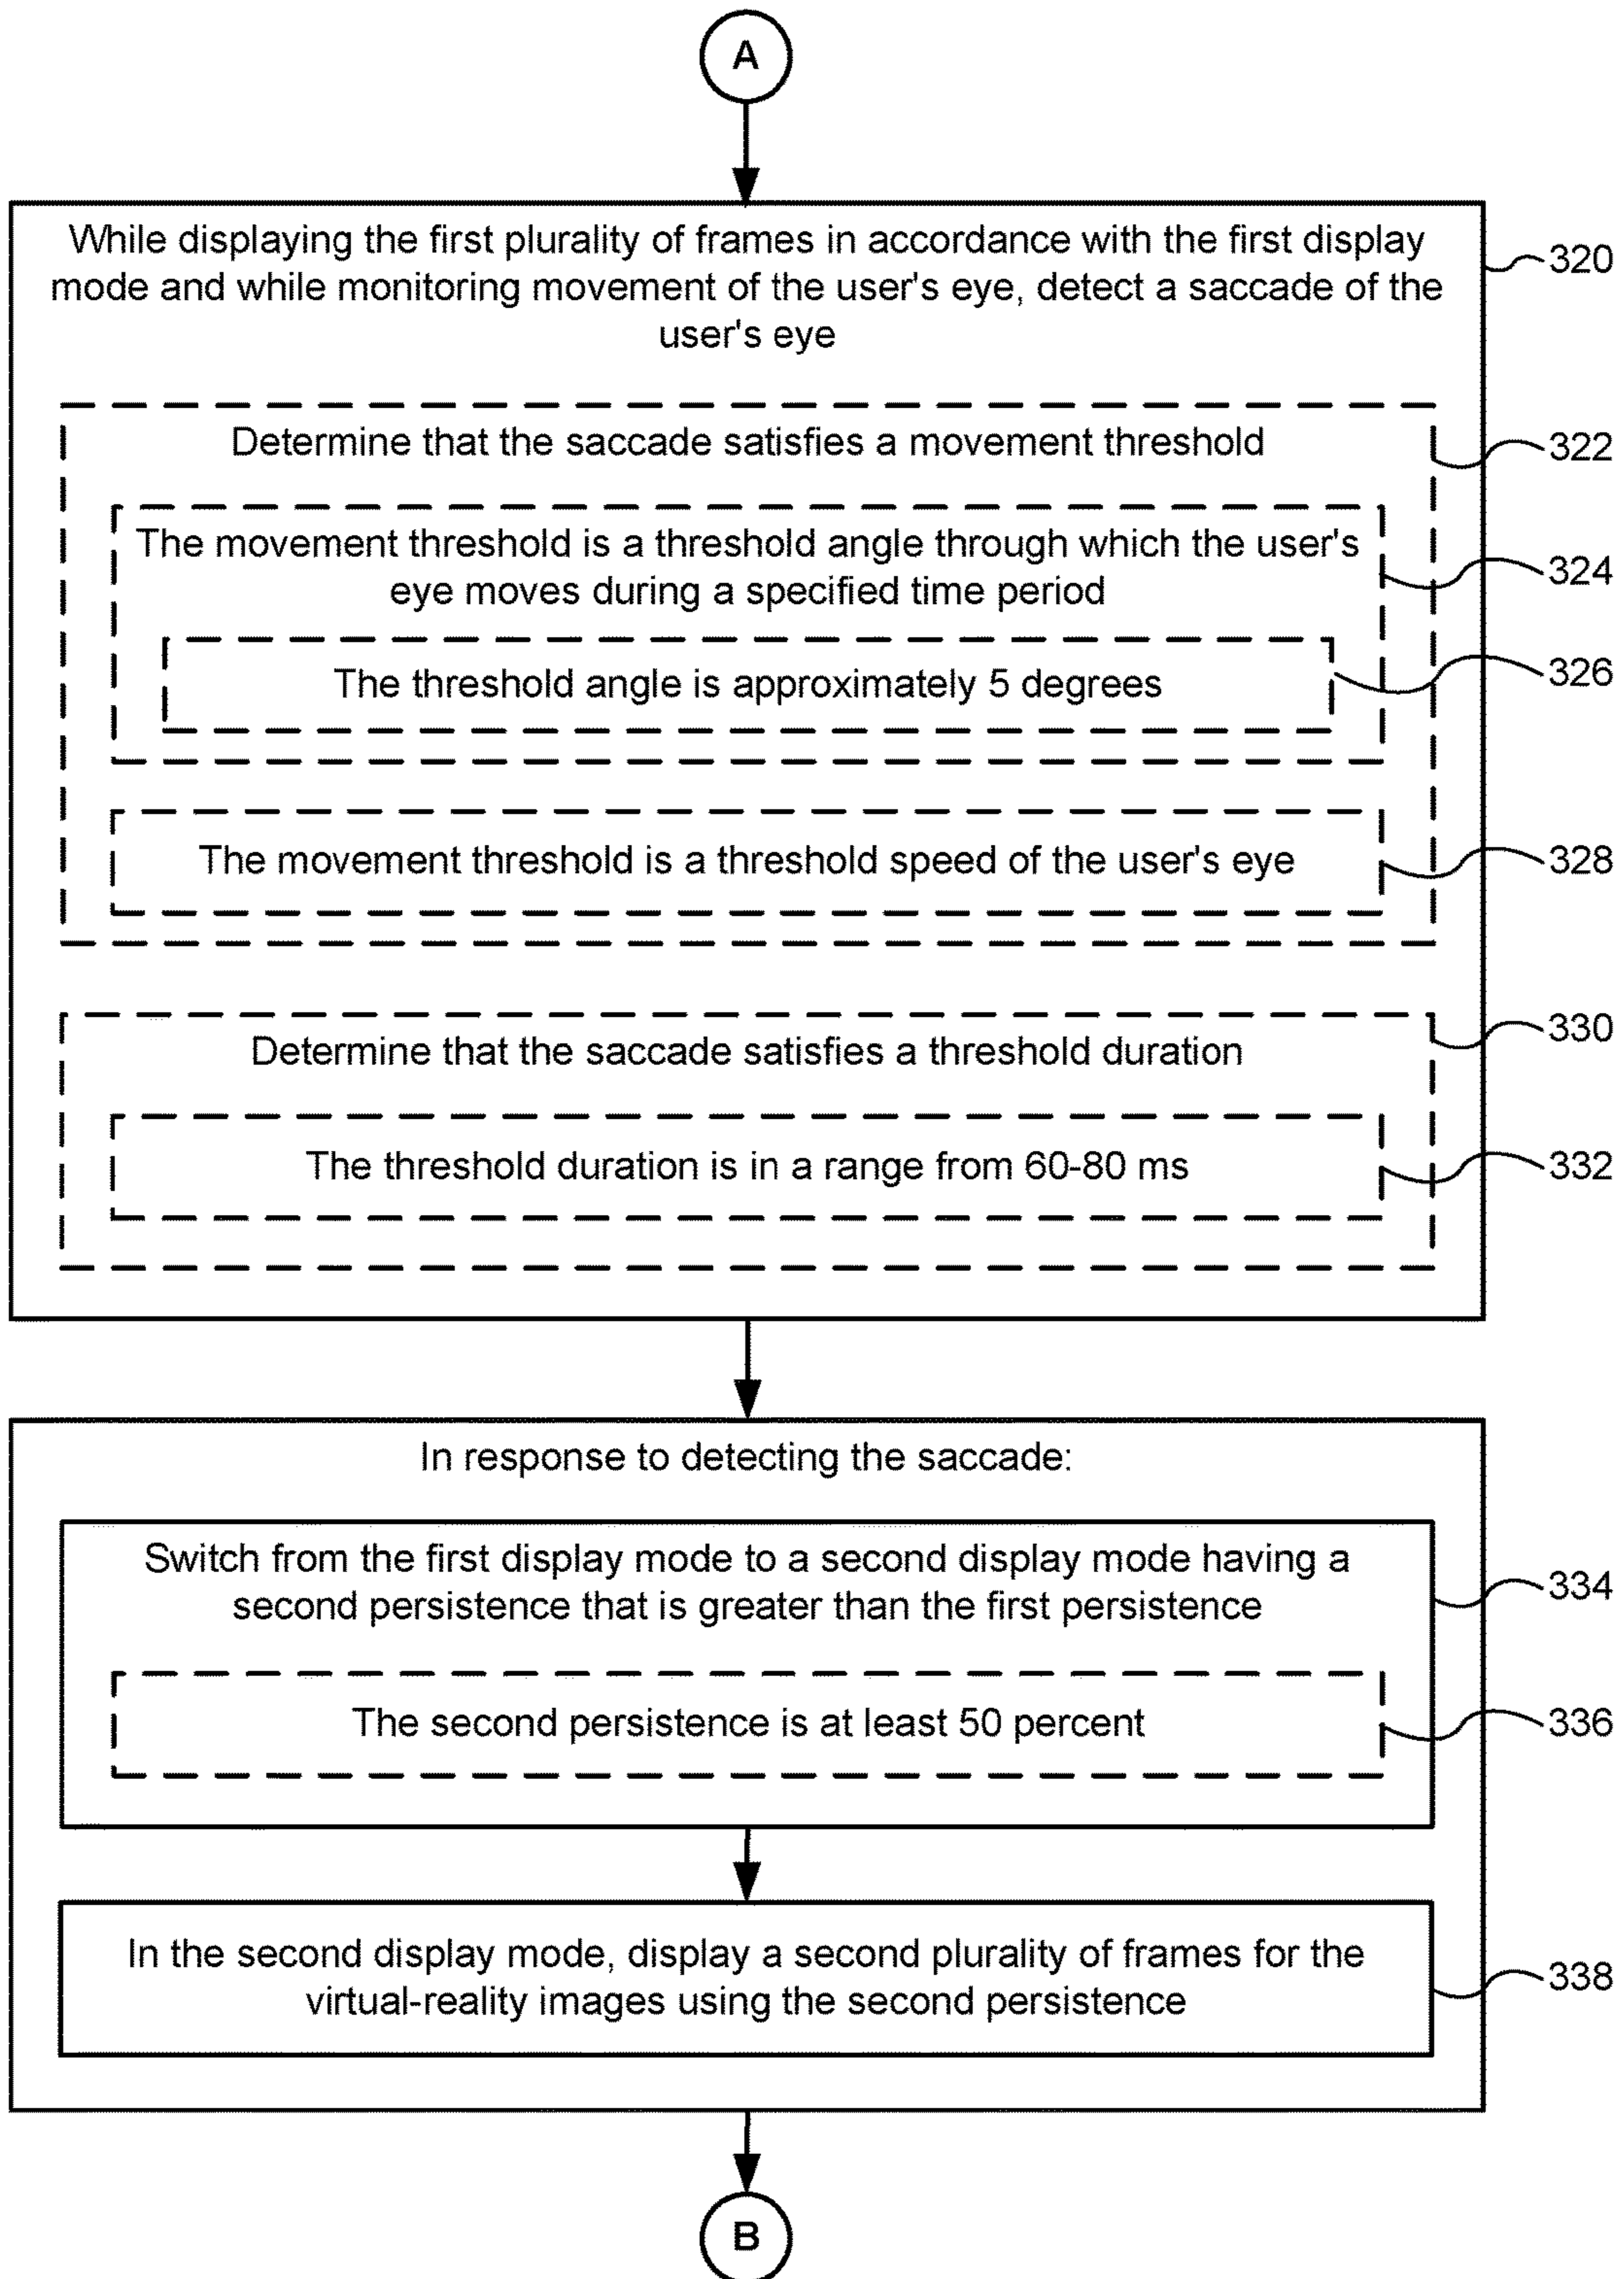 A
While displaying the first plurality of frames in accordance with the first display
mode and while monitoring movement of the user's eye, detect a saccade of the
user's eye
320
Determine that the saccade satisfies a movement threshold
322
The movement threshold is a threshold angle through which the user's
eye moves during a specified time period
324
The threshold angle is approximately 5 degrees
326
The movement threshold is a threshold speed of the user's eye
328
Determine that the saccade satisfies a threshold duration
330
The threshold duration is in a range from 60-80 ms
332
In response to detecting the saccade:
Switch from the first display mode to a second display mode having a
second persistence that is greater than the first persistence
334
The second persistence is at least 50 percent
336
In the second display mode, display a second plurality of frames for the
virtual-reality images using the second persistence
338
B